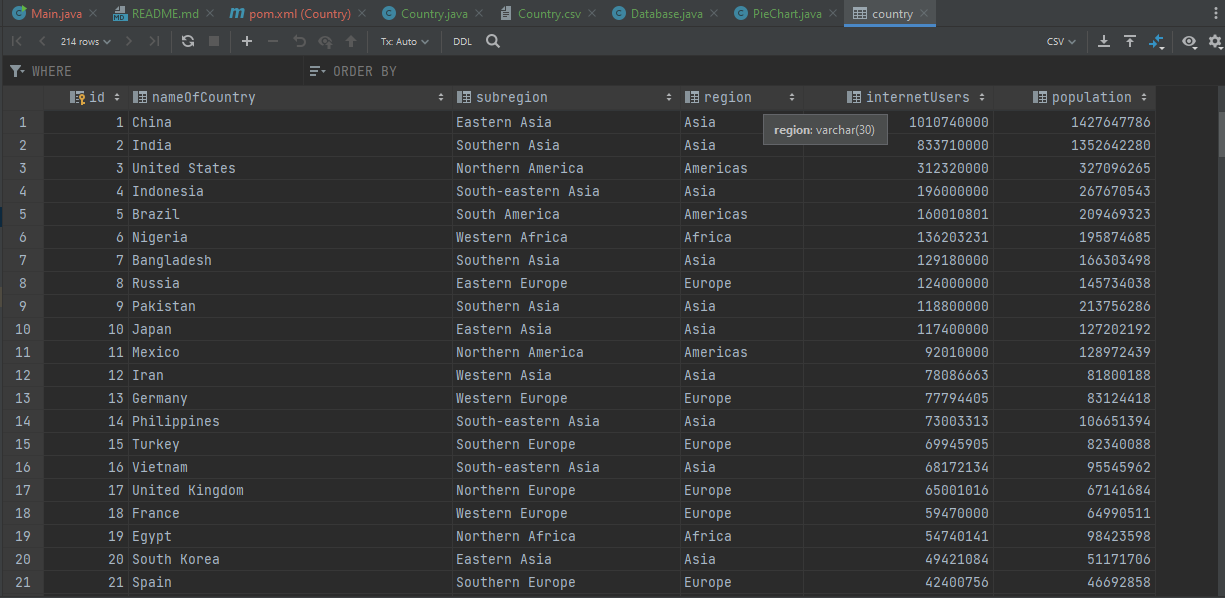 Main.java README.md pom.xml (Country) Country.java Country.csv Database.java PieChart.java country
214 rows Tx: Auto DDL CSV
WHERE ORDER BY
id nameOfCountry subregion region internetUsers population
1 1 China Eastern Asia Asia 1010740000 1427647786
region: varchar(30)
2 2 India Southern Asia Asia 833710000 1352642280
3 3 United States Northern America Americas 312320000 327096265
4 4 Indonesia South-eastern Asia Asia 196000000 267670543
5 5 Brazil South America Americas 160010801 209469323
6 6 Nigeria Western Africa Africa 136203231 195874685
7 7 Bangladesh Southern Asia Asia 129180000 166303498
8 8 Russia Eastern Europe Europe 124000000 145734038
9 9 Pakistan Southern Asia Asia 118800000 213756286
10 10 Japan Eastern Asia Asia 117400000 127202192
11 11 Mexico Northern America Americas 92010000 128972439
12 12 Iran Western Asia Asia 78086663 81800188
13 13 Germany Western Europe Europe 77794405 83124418
14 14 Philippines South-eastern Asia Asia 73003313 106651394
15 15 Turkey Southern Europe Europe 69945905 82340088
16 16 Vietnam South-eastern Asia Asia 68172134 95545962
17 17 United Kingdom Northern Europe Europe 65001016 67141684
18 18 France Western Europe Europe 59470000 64990511
19 19 Egypt Northern Africa Africa 54740141 98423598
20 20 South Korea Eastern Asia Asia 49421084 51171706
21 21 Spain Southern Europe Europe 42400756 46692858